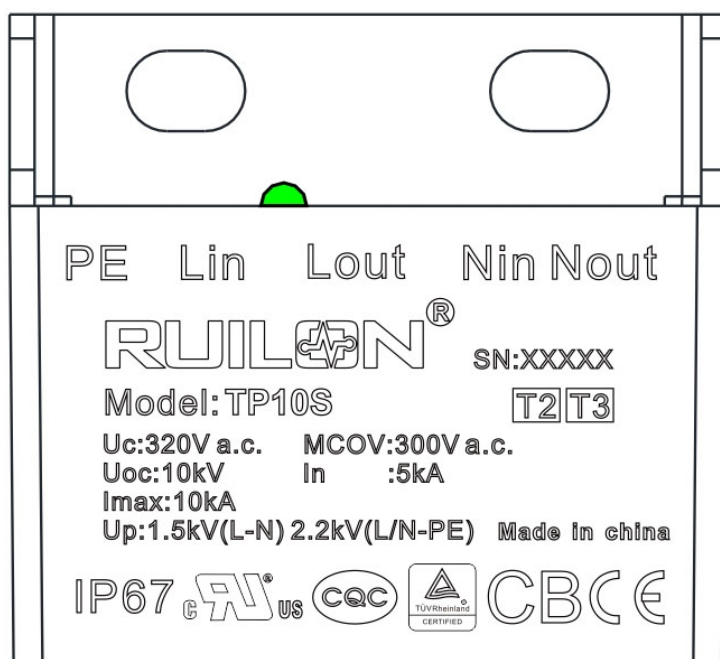 PE Lin Lout Nin Nout
RUILON®
SN:XXXXX
Model:TP10S
T2 T3
Uc:320V a.c. MCOV:300V a.c.
Uoc:10kV In :5kA
Imax:10kA
Up:1.5kV(L-N) 2.2kV(L/N-PE) Made in china
IP67 c RU® US CQC TÜVRheinland CERTIFIED CB CE